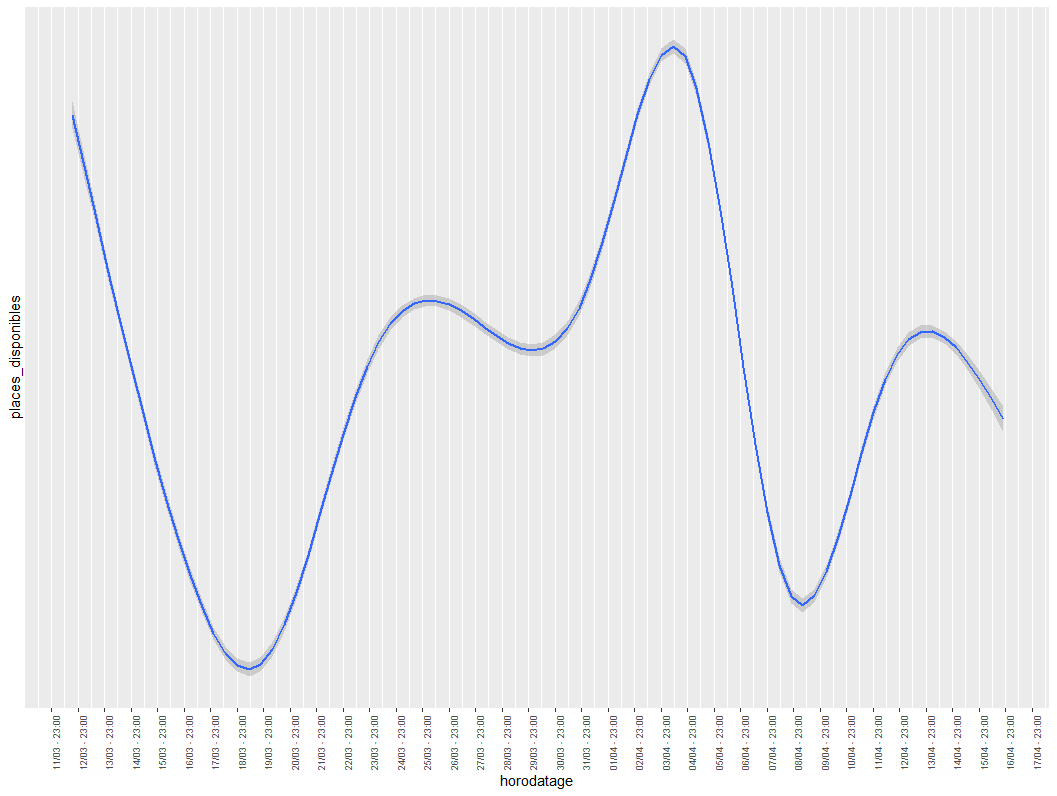 places_disponibles
11/03 - 23:00
12/03 - 23:00
13/03 - 23:00
14/03 - 23:00
15/03 - 23:00
16/03 - 23:00
17/03 - 23:00
18/03 - 23:00
19/03 - 23:00
20/03 - 23:00
21/03 - 23:00
22/03 - 23:00
23/03 - 23:00
24/03 - 23:00
25/03 - 23:00
26/03 - 23:00
27/03 - 23:00
28/03 - 23:00
29/03 - 23:00
30/03 - 23:00
31/03 - 23:00
01/04 - 23:00
02/04 - 23:00
03/04 - 23:00
04/04 - 23:00
05/04 - 23:00
06/04 - 23:00
07/04 - 23:00
08/04 - 23:00
09/04 - 23:00
10/04 - 23:00
11/04 - 23:00
12/04 - 23:00
13/04 - 23:00
14/04 - 23:00
15/04 - 23:00
16/04 - 23:00
17/04 - 23:00
horodatage